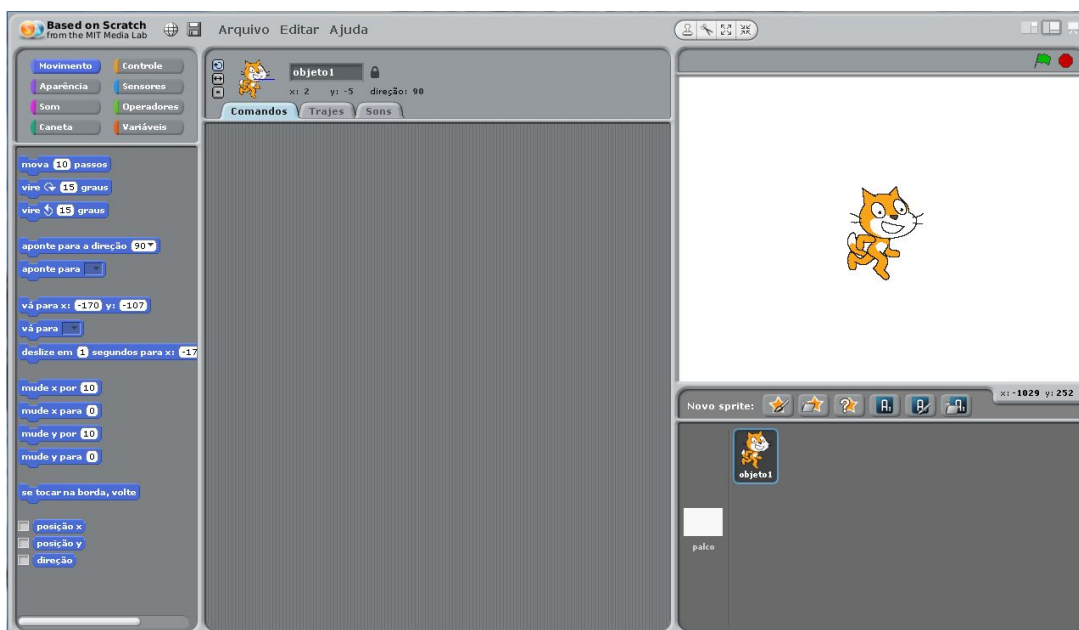 Based on Scratch
from the MIT Media Lab
Arquivo Editar Ajuda
Movimento Controle
Aparência Sensores
Som Operadores
Caneta Variáveis
objeto1
x: 2 y: -5 direção: 90
Comandos Trajes Sons
mova 10 passos
vire 15 graus
vire 15 graus
aponte para a direção 90
aponte para
vá para x: -170 y: -107
vá para
deslize em 1 segundos para x: -17
mude x por 10
mude x para 0
mude y por 10
mude y para 0
se tocar na borda, volte
posição x
posição y
direção
x: -1029 y: 252
Novo sprite:
objeto1
palco